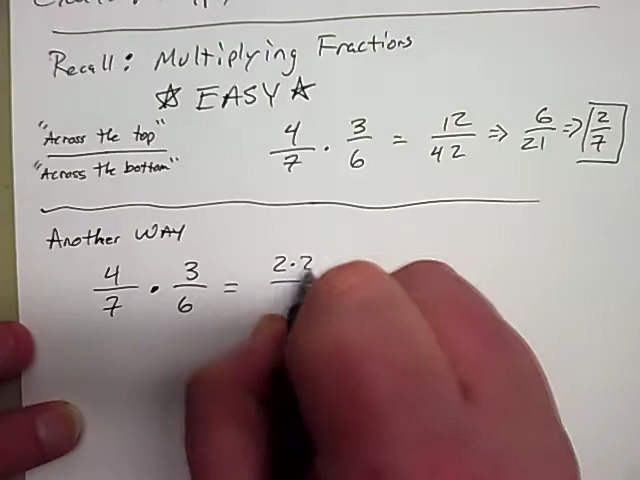 Recall: Multiplying Fractions
☆ EASY ☆
"Across the top"
"Across the bottom"
4/7 · 3/6 = 12/42 ⇒ 6/21 ⇒ 2/7
Another WAY
4/7 · 3/6 = 2·2